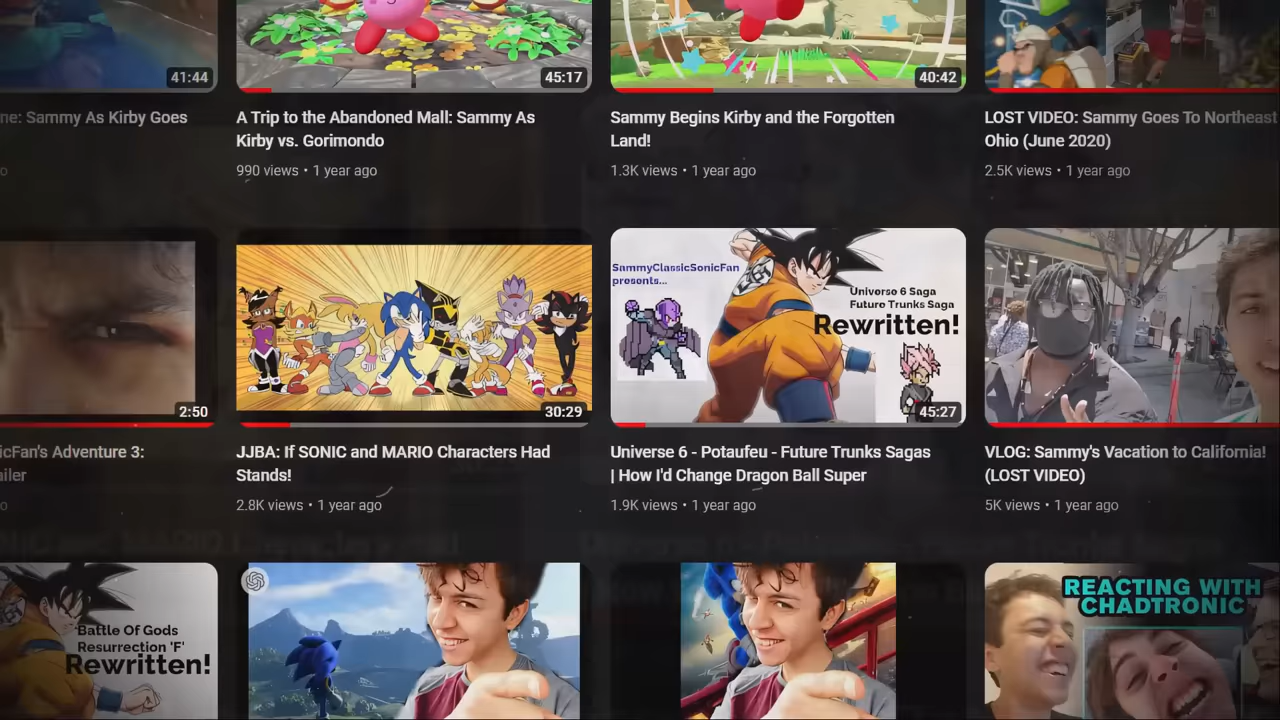 41:44
45:17
40:42
ne: Sammy As Kirby Goes
A Trip to the Abandoned Mall: Sammy As
Kirby vs. Gorimondo
990 views • 1 year ago
Sammy Begins Kirby and the Forgotten
Land!
1.3K views • 1 year ago
LOST VIDEO: Sammy Goes To Northeast
Ohio (June 2020)
2.5K views • 1 year ago
2:50
30:29
SammyClassicSonicFan
presents...
Universe 6 Saga
Future Trunks Saga
Rewritten!
45:27
icFan's Adventure 3:
ailer
JJBA: If SONIC and MARIO Characters Had
Stands!
2.8K views • 1 year ago
Universe 6 - Potaufeu - Future Trunks Sagas
| How I'd Change Dragon Ball Super
1.9K views • 1 year ago
VLOG: Sammy's Vacation to California!
(LOST VIDEO)
5K views • 1 year ago
Battle Of Gods
Resurrection 'F'
Rewritten!
REACTING WITH
CHADTRONIC